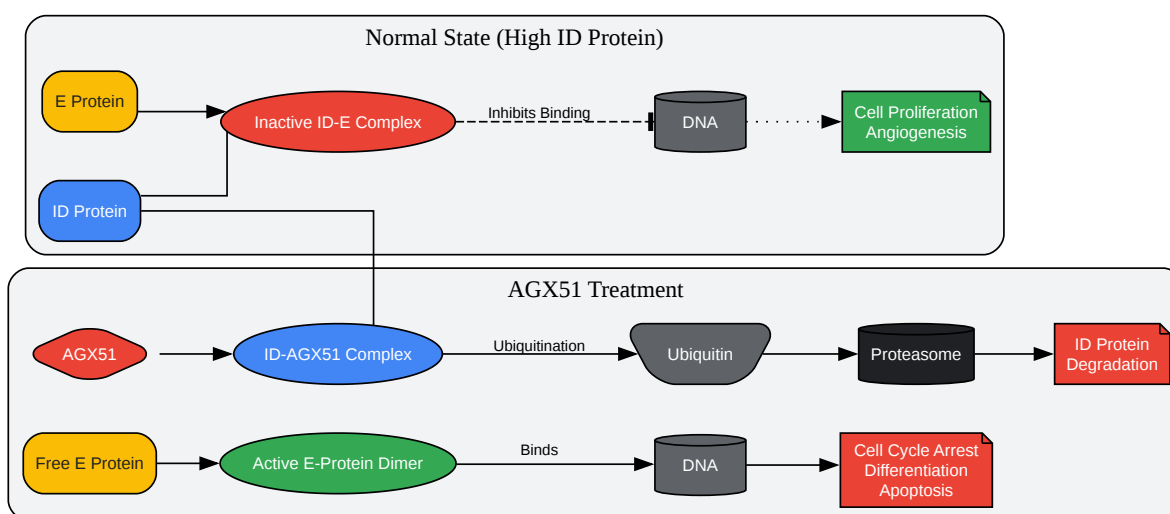 Normal State (High ID Protein)
E Protein
Inactive ID-E Complex
Inhibits Binding
DNA
Cell Proliferation
Angiogenesis
ID Protein
AGX51 Treatment
AGX51
ID-AGX51 Complex
Ubiquitination
Ubiquitin
Proteasome
ID Protein
Degradation
Free E Protein
Active E-Protein Dimer
Binds
DNA
Cell Cycle Arrest
Differentiation
Apoptosis